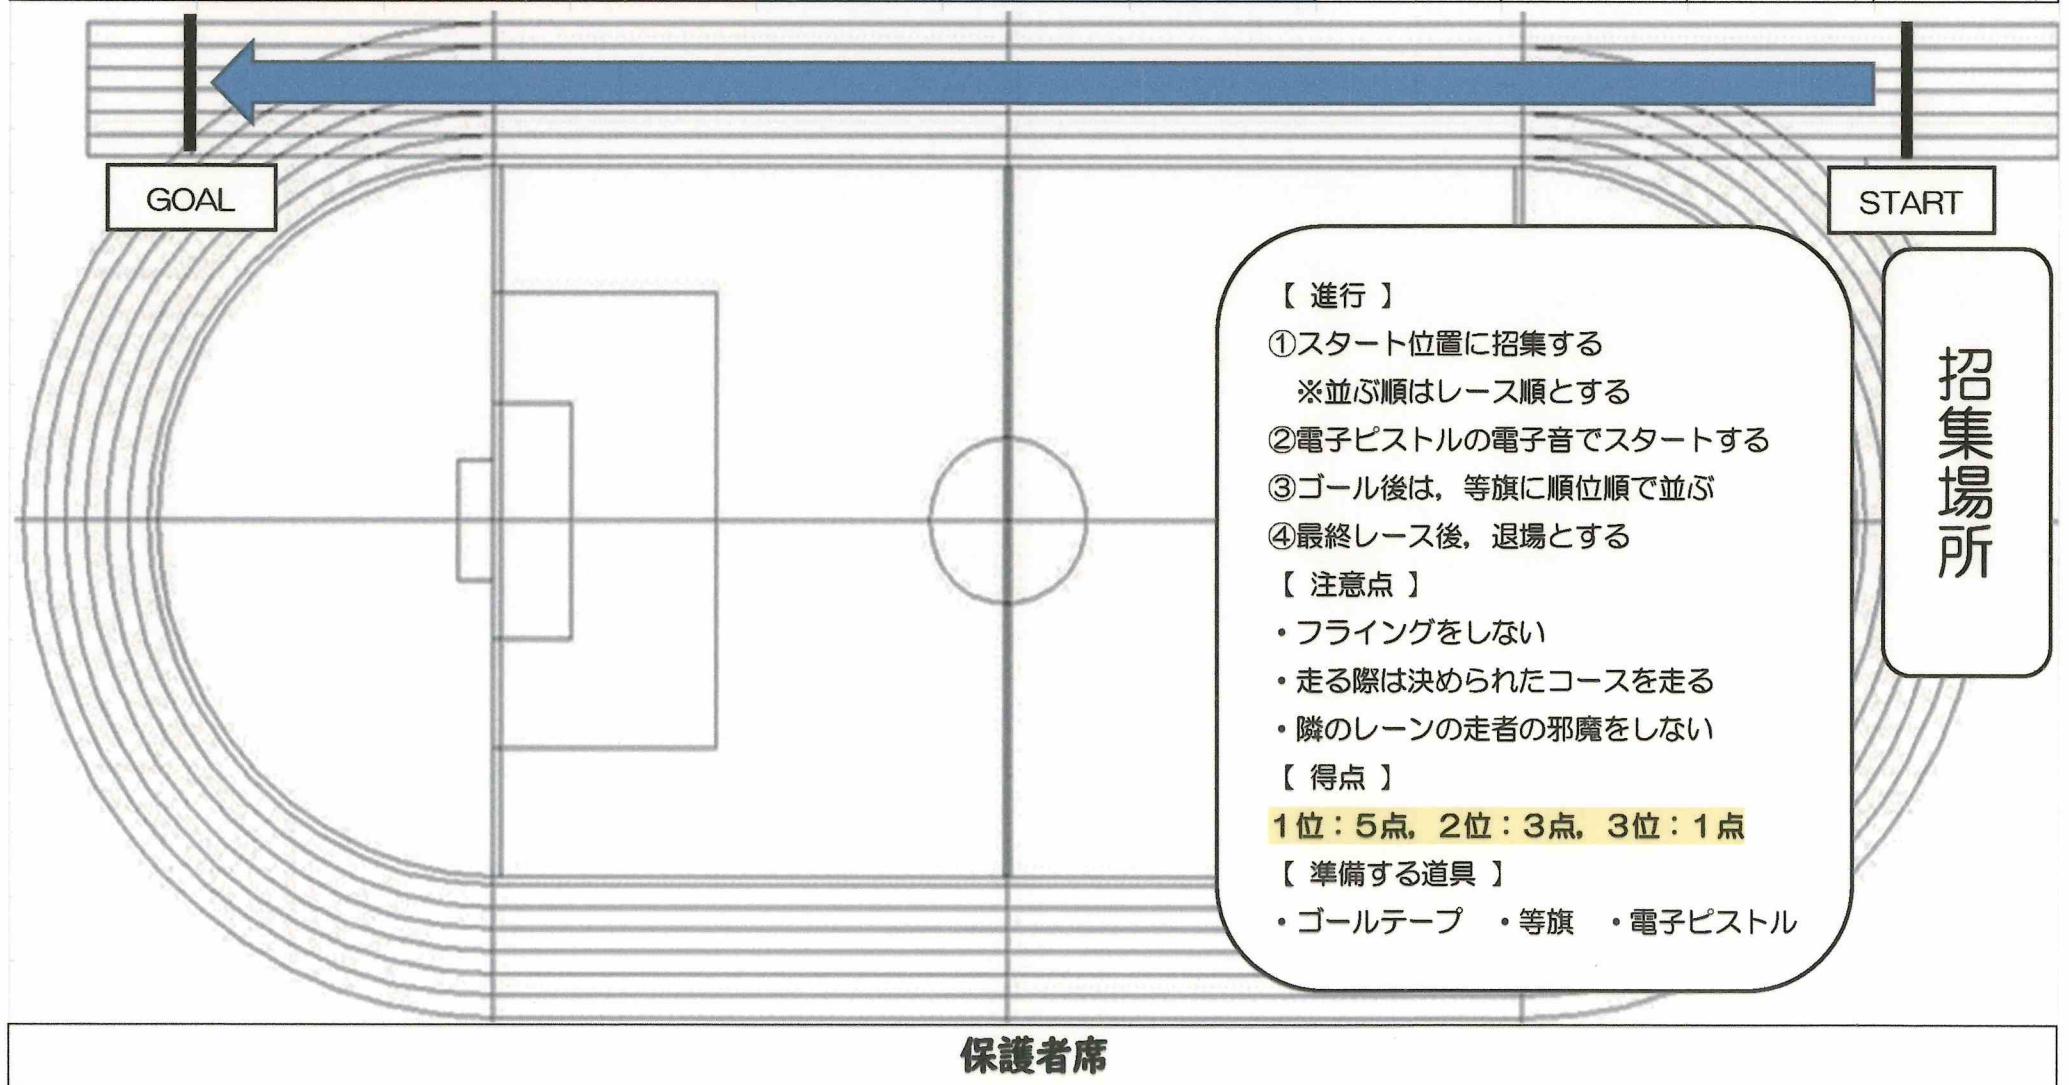 GOAL
START
【 進行 】
①スタート位置に招集する
※並ぶ順はレース順とする
②電子ピストルの電子音でスタートする
③ゴール後は，等旗に順位順で並ぶ
④最終レース後，退場とする
【 注意点 】
・フライングをしない
・走る際は決められたコースを走る
・隣のレーンの走者の邪魔をしない
【 得点 】
１位：５点，２位：３点，３位：１点
【 準備する道具 】
・ゴールテープ　・等旗　・電子ピストル
招集場所
保護者席